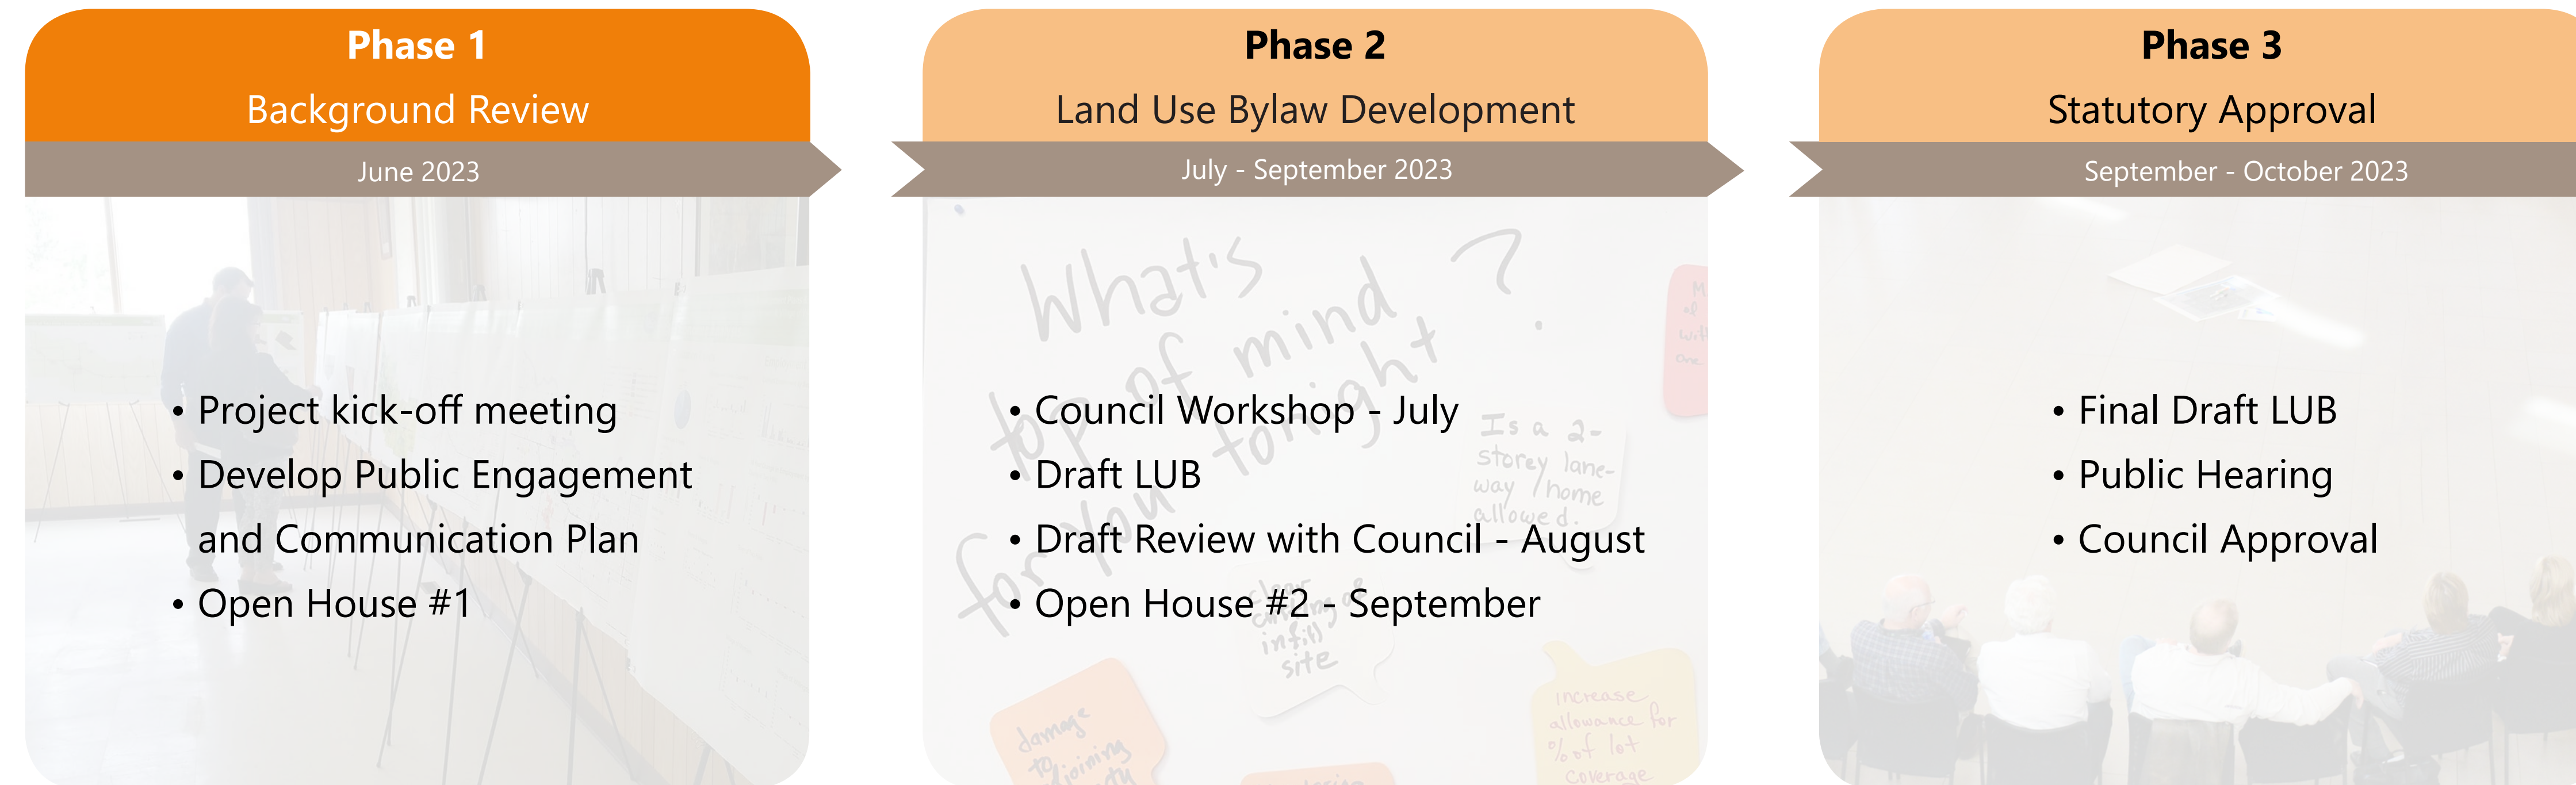 Phase 1
Background Review
June 2023
• Project kick-off meeting
• Develop Public Engagement
and Communication Plan
• Open House #1
Phase 2
Land Use Bylaw Development
July - September 2023
What's
top of mind
for you tonight ?
• Council Workshop - July
• Draft LUB
• Draft Review with Council - August
• Open House #2 - September
Is a 2-
storey lane-
way /home
allowed.
infill
site
damage
to
increase
allowance for
% of lot
coverage
Phase 3
Statutory Approval
September - October 2023
• Final Draft LUB
• Public Hearing
• Council Approval